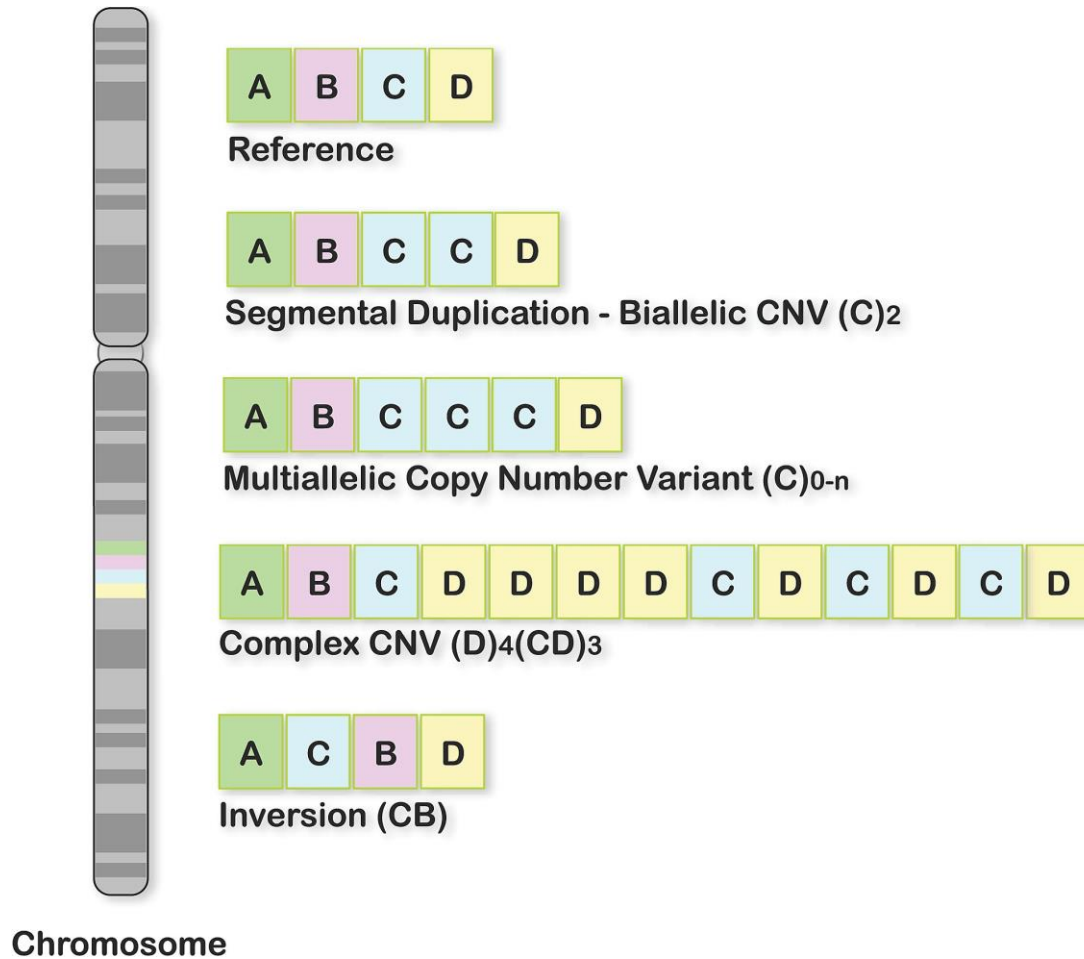 A B C D
Reference
A B C C D
Segmental Duplication - Biallelic CNV (C)2
A B C C C D
Multiallelic Copy Number Variant (C)0-n
A B C D D D D C D C D C D
Complex CNV (D)4(CD)3
A C B D
Inversion (CB)
Chromosome